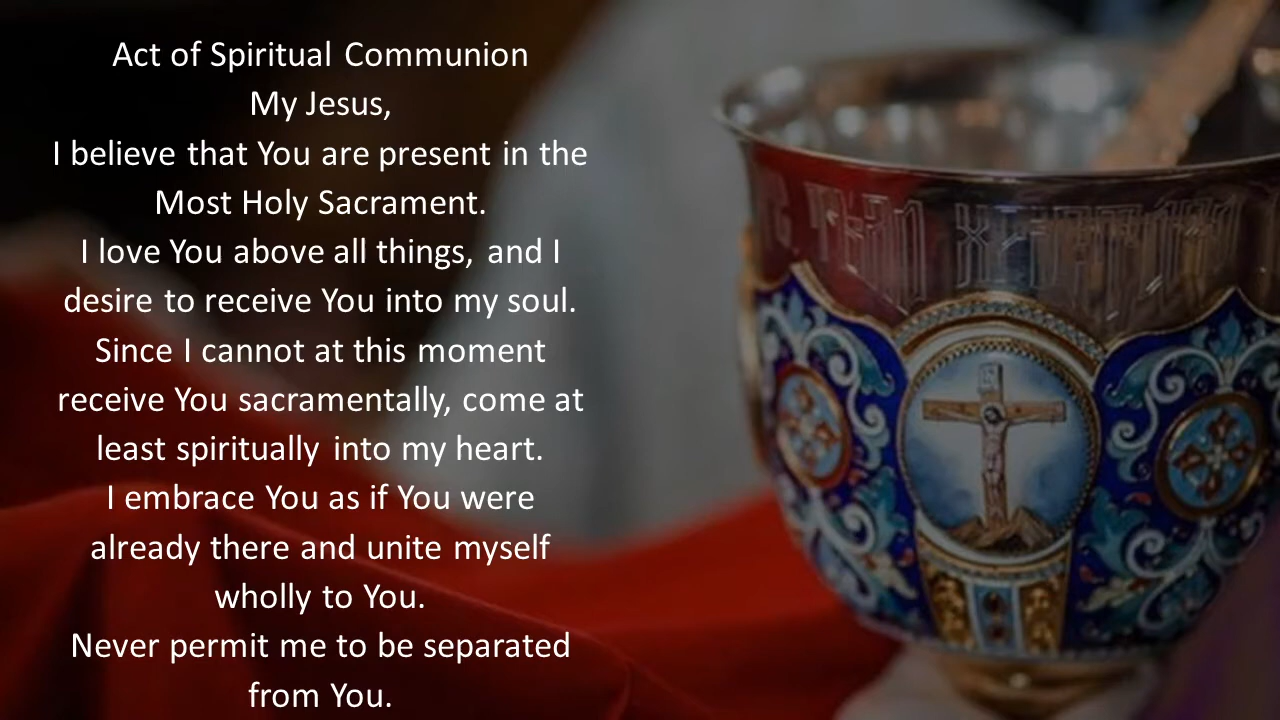 Act of Spiritual Communion
My Jesus,
I believe that You are present in the
Most Holy Sacrament.
I love You above all things, and I
desire to receive You into my soul.
Since I cannot at this moment
receive You sacramentally, come at
least spiritually into my heart.
I embrace You as if You were
already there and unite myself
wholly to You.
Never permit me to be separated
from You.